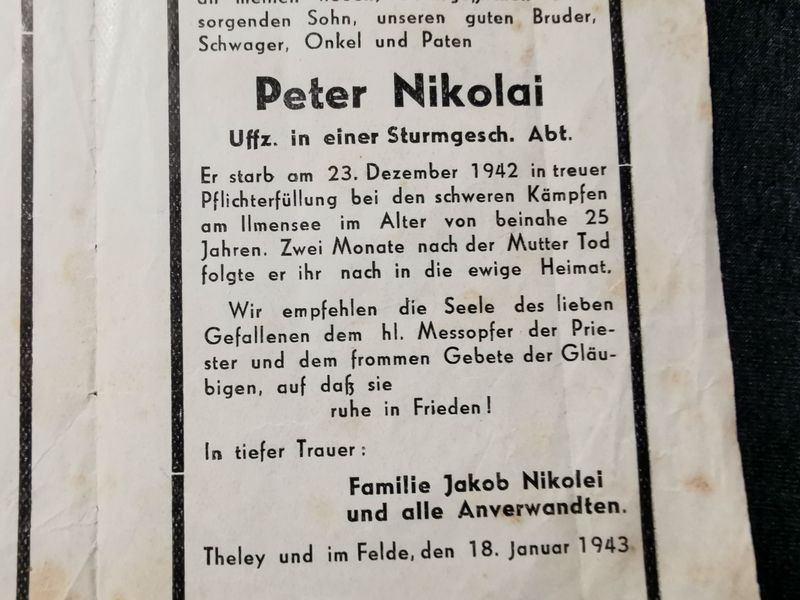 sorgenden Sohn, unseren guten Bruder,
Schwager, Onkel und Paten
Peter Nikolai
Uffz. in einer Sturmgesch. Abt.
Er starb am 23. Dezember 1942 in treuer
Pflichterfüllung bei den schweren Kämpfen
am Ilmensee im Alter von beinahe 25
Jahren. Zwei Monate nach der Mutter Tod
folgte er ihr nach in die ewige Heimat.
Wir empfehlen die Seele des lieben
Gefallenen dem hl. Messopfer der Prie-
ster und dem frommen Gebete der Gläu-
bigen, auf daß sie
ruhe in Frieden!
In tiefer Trauer:
Familie Jakob Nikolei
und alle Anverwandten.
Theley und im Felde, den 18. Januar 1943